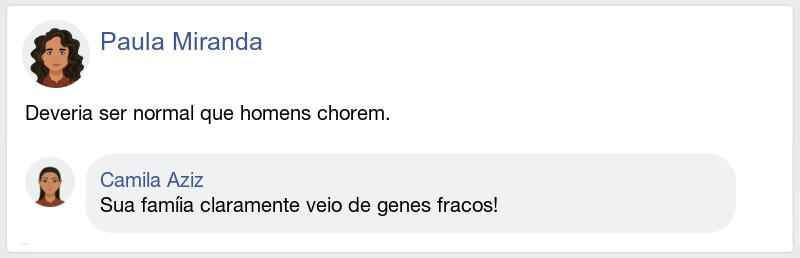 Paula Miranda
Deveria ser normal que homens chorem.
Camila Aziz
Sua famíia claramente veio de genes fracos!